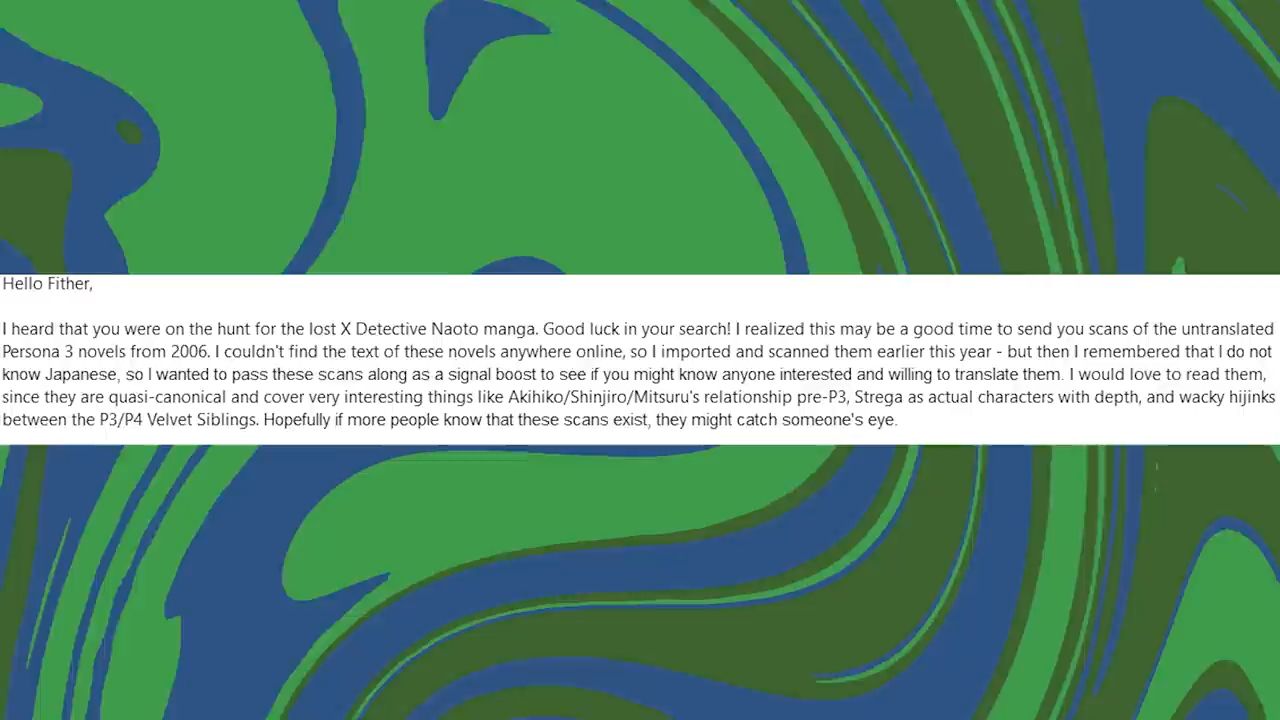 Hello Fither,
I heard that you were on the hunt for the lost X Detective Naoto manga. Good luck in your search! I realized this may be a good time to send you scans of the untranslated
Persona 3 novels from 2006. I couldn't find the text of these novels anywhere online, so I imported and scanned them earlier this year - but then I remembered that I do not
know Japanese, so I wanted to pass these scans along as a signal boost to see if you might know anyone interested and willing to translate them. I would love to read them,
since they are quasi-canonical and cover very interesting things like Akihiko/Shinjiro/Mitsuru's relationship pre-P3, Strega as actual characters with depth, and wacky hijinks
between the P3/P4 Velvet Siblings. Hopefully if more people know that these scans exist, they might catch someone's eye.